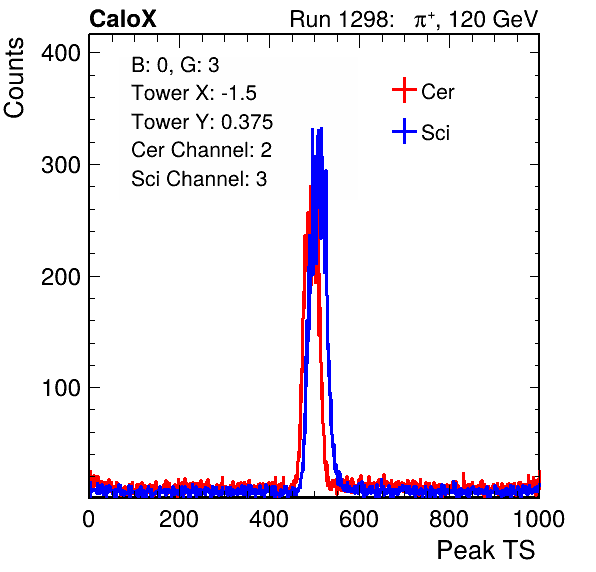 CaloX
Run 1298: π⁺, 120 GeV
Counts
400
300
200
100
B: 0, G: 3
Tower X: -1.5
Tower Y: 0.375
Cer Channel: 2
Sci Channel: 3
Cer
Sci
0 200 400 600 800 1000
Peak TS